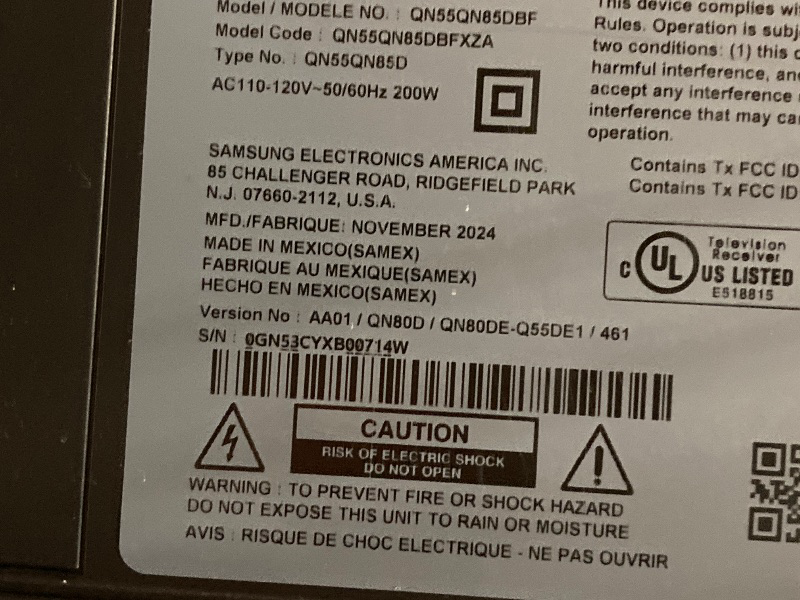 Model / MODELE NO. : QN55QN85DBF
Model Code : QN55QN85DBFXZA
Type No. : QN55QN85D
AC110-120V~50/60Hz 200W
This device complies
Rules. Operation is
two conditions: (1) this
harmful interference,
accept any interference
interference that may
operation.
SAMSUNG ELECTRONICS AMERICA INC.
85 CHALLENGER ROAD, RIDGEFIELD PARK
N.J. 07660-2112, U.S.A.
Contains Tx FCC ID
Contains Tx FCC ID
MFD./FABRIQUE: NOVEMBER 2024
MADE IN MEXICO(SAMEX)
FABRIQUE AU MEXIQUE(SAMEX)
HECHO EN MEXICO(SAMEX)
Television
Receiver
C UL US LISTED
E518815
Version No : AA01 / QN80D / QN80DE-Q55DE1 / 461
S/N : 0GN53CYXB00714W
CAUTION
RISK OF ELECTRIC SHOCK
DO NOT OPEN
WARNING : TO PREVENT FIRE OR SHOCK HAZARD
DO NOT EXPOSE THIS UNIT TO RAIN OR MOISTURE
AVIS : RISQUE DE CHOC ELECTRIQUE - NE PAS OUVRIR